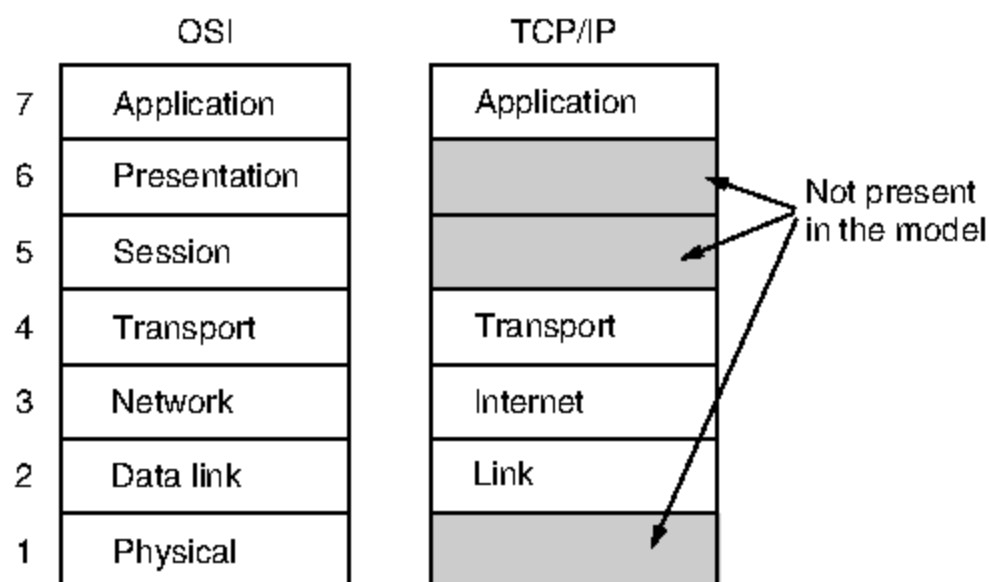 OSI TCP/IP
7 Application Application
6 Presentation
Not present
in the model
5 Session
4 Transport Transport
3 Network Internet
2 Data link Link
1 Physical